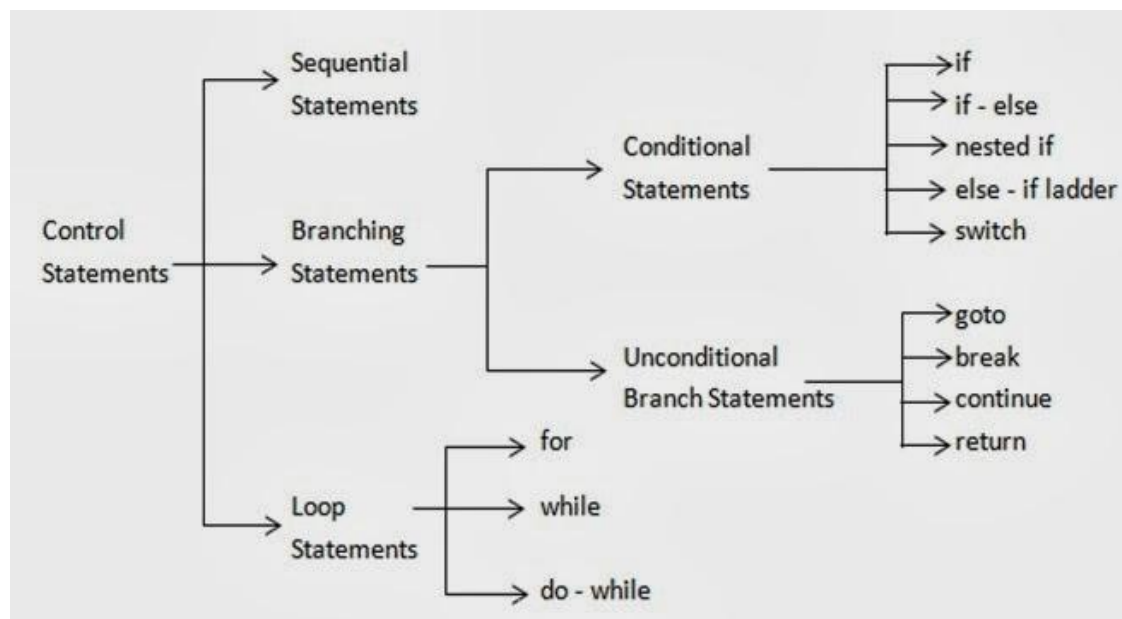 Control
Statements
Sequential
Statements
Branching
Statements
Conditional
Statements
if
if - else
nested if
else - if ladder
switch
Unconditional
Branch Statements
goto
break
continue
return
Loop
Statements
for
while
do - while